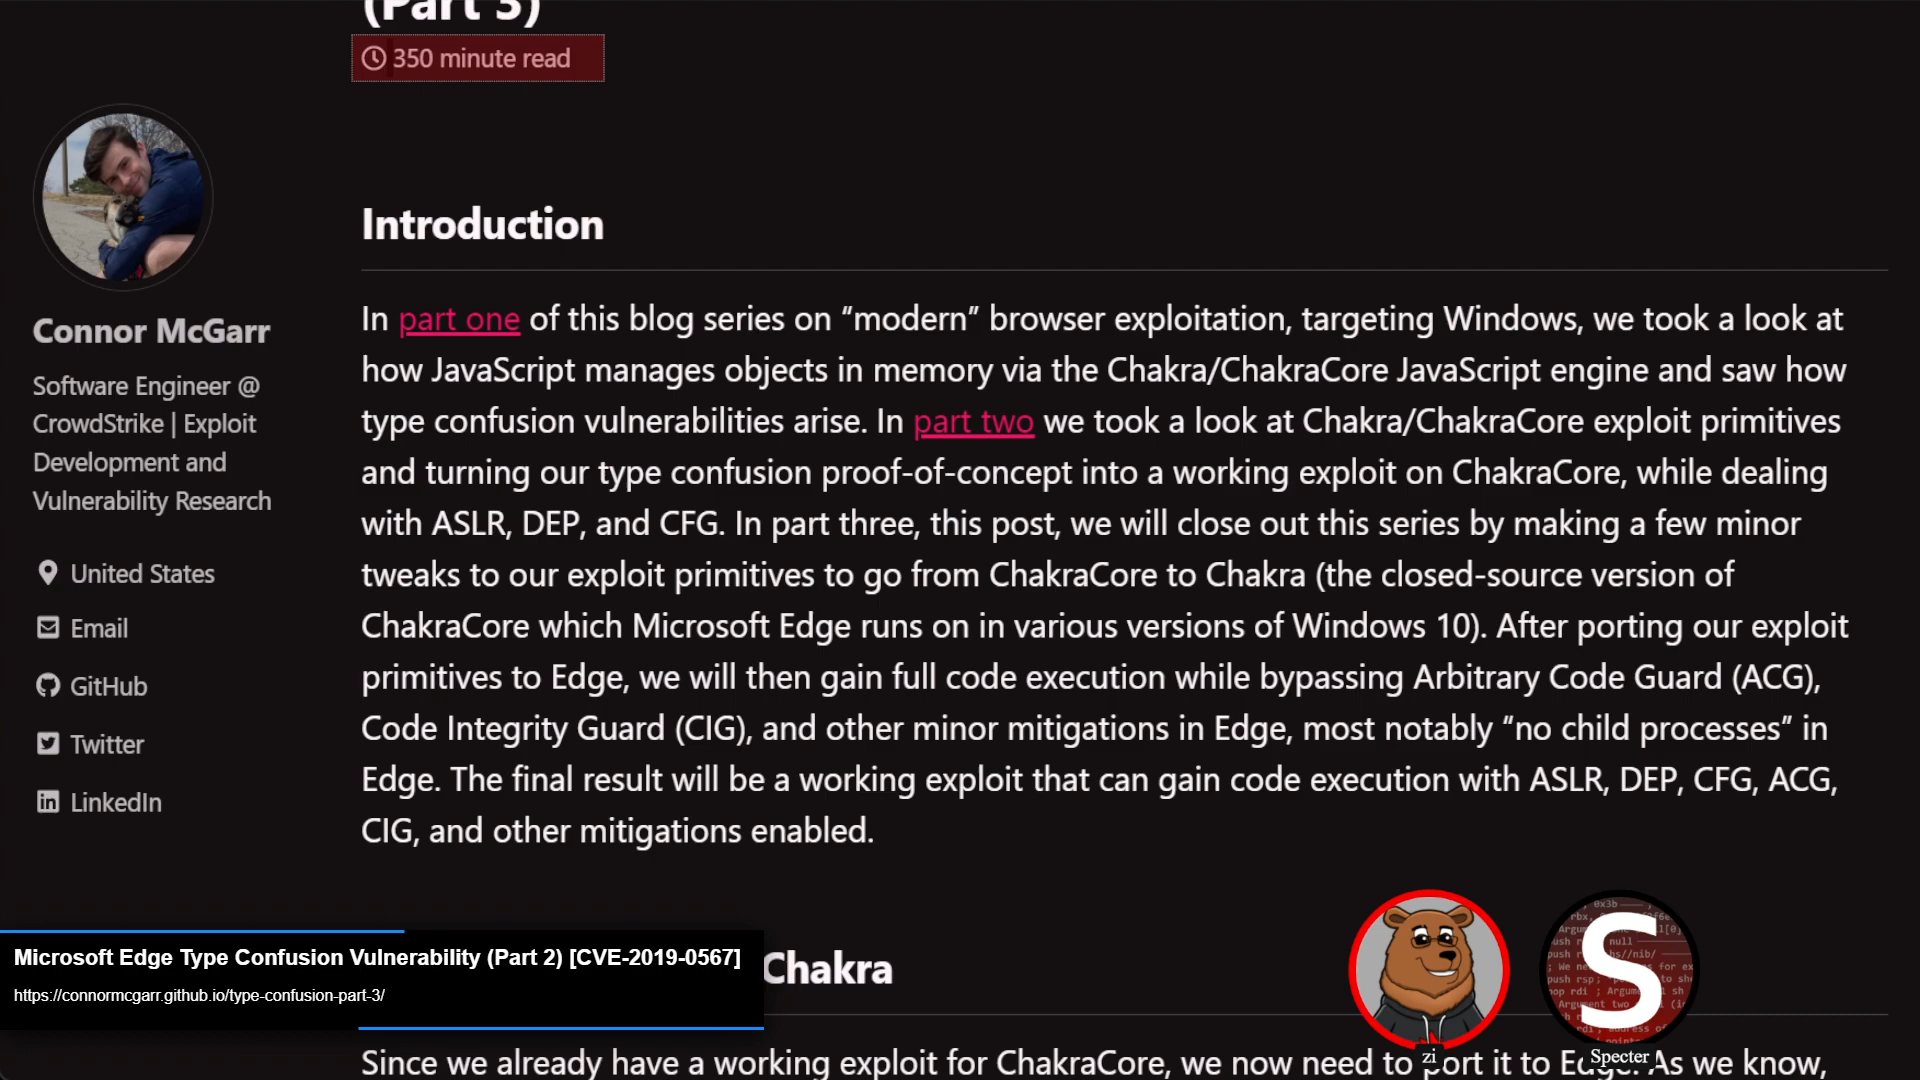 (Part 3)
350 minute read
Connor McGarr
Software Engineer @
CrowdStrike | Exploit
Development and
Vulnerability Research
United States
Email
GitHub
Twitter
LinkedIn
Introduction
In part one of this blog series on “modern” browser exploitation, targeting Windows, we took a look at
how JavaScript manages objects in memory via the Chakra/ChakraCore JavaScript engine and saw how
type confusion vulnerabilities arise. In part two we took a look at Chakra/ChakraCore exploit primitives
and turning our type confusion proof-of-concept into a working exploit on ChakraCore, while dealing
with ASLR, DEP, and CFG. In part three, this post, we will close out this series by making a few minor
tweaks to our exploit primitives to go from ChakraCore to Chakra (the closed-source version of
ChakraCore which Microsoft Edge runs on in various versions of Windows 10). After porting our exploit
primitives to Edge, we will then gain full code execution while bypassing Arbitrary Code Guard (ACG),
Code Integrity Guard (CIG), and other minor mitigations in Edge, most notably “no child processes” in
Edge. The final result will be a working exploit that can gain code execution with ASLR, DEP, CFG, ACG,
CIG, and other mitigations enabled.
Chakra
Since we already have a working exploit for ChakraCore, we now need to port it to Edge. As we know,
Microsoft Edge Type Confusion Vulnerability (Part 2) [CVE-2019-0567]
https://connormcgarr.github.io/type-confusion-part-3/
zi
S
Specter